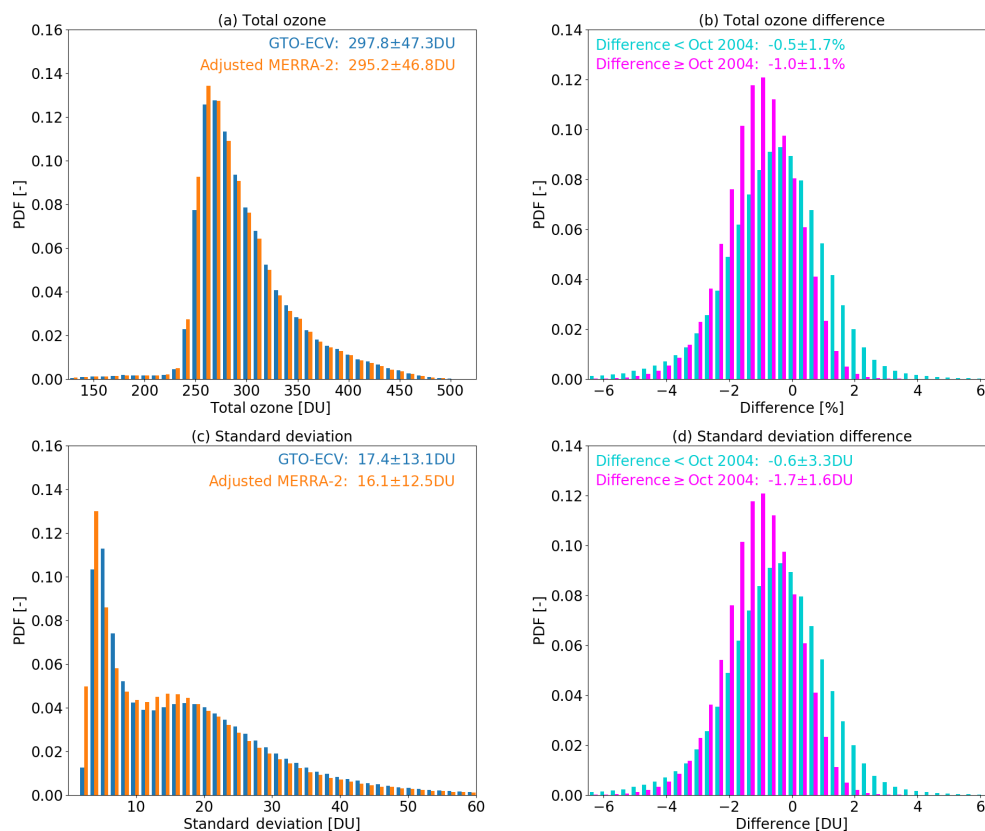 (a) Total ozone
GTO-ECV: 297.8±47.3DU
Adjusted MERRA-2: 295.2±46.8DU
PDF [-]
0.16
0.14
0.12
0.10
0.08
0.06
0.04
0.02
0.00
150 200 250 300 350 400 450 500
Total ozone [DU]
(b) Total ozone difference
Difference < Oct 2004: -0.5±1.7%
Difference ≥ Oct 2004: -1.0±1.1%
PDF [-]
0.14
0.12
0.10
0.08
0.06
0.04
0.02
0.00
−6 −4 −2 0 2 4 6
Difference [%]
(c) Standard deviation
GTO-ECV: 17.4±13.1DU
Adjusted MERRA-2: 16.1±12.5DU
PDF [-]
0.16
0.14
0.12
0.10
0.08
0.06
0.04
0.02
0.00
10 20 30 40 50 60
Standard deviation [DU]
(d) Standard deviation difference
Difference < Oct 2004: -0.6±3.3DU
Difference ≥ Oct 2004: -1.7±1.6DU
PDF [-]
0.14
0.12
0.10
0.08
0.06
0.04
0.02
0.00
−6 −4 −2 0 2 4 6
Difference [DU]